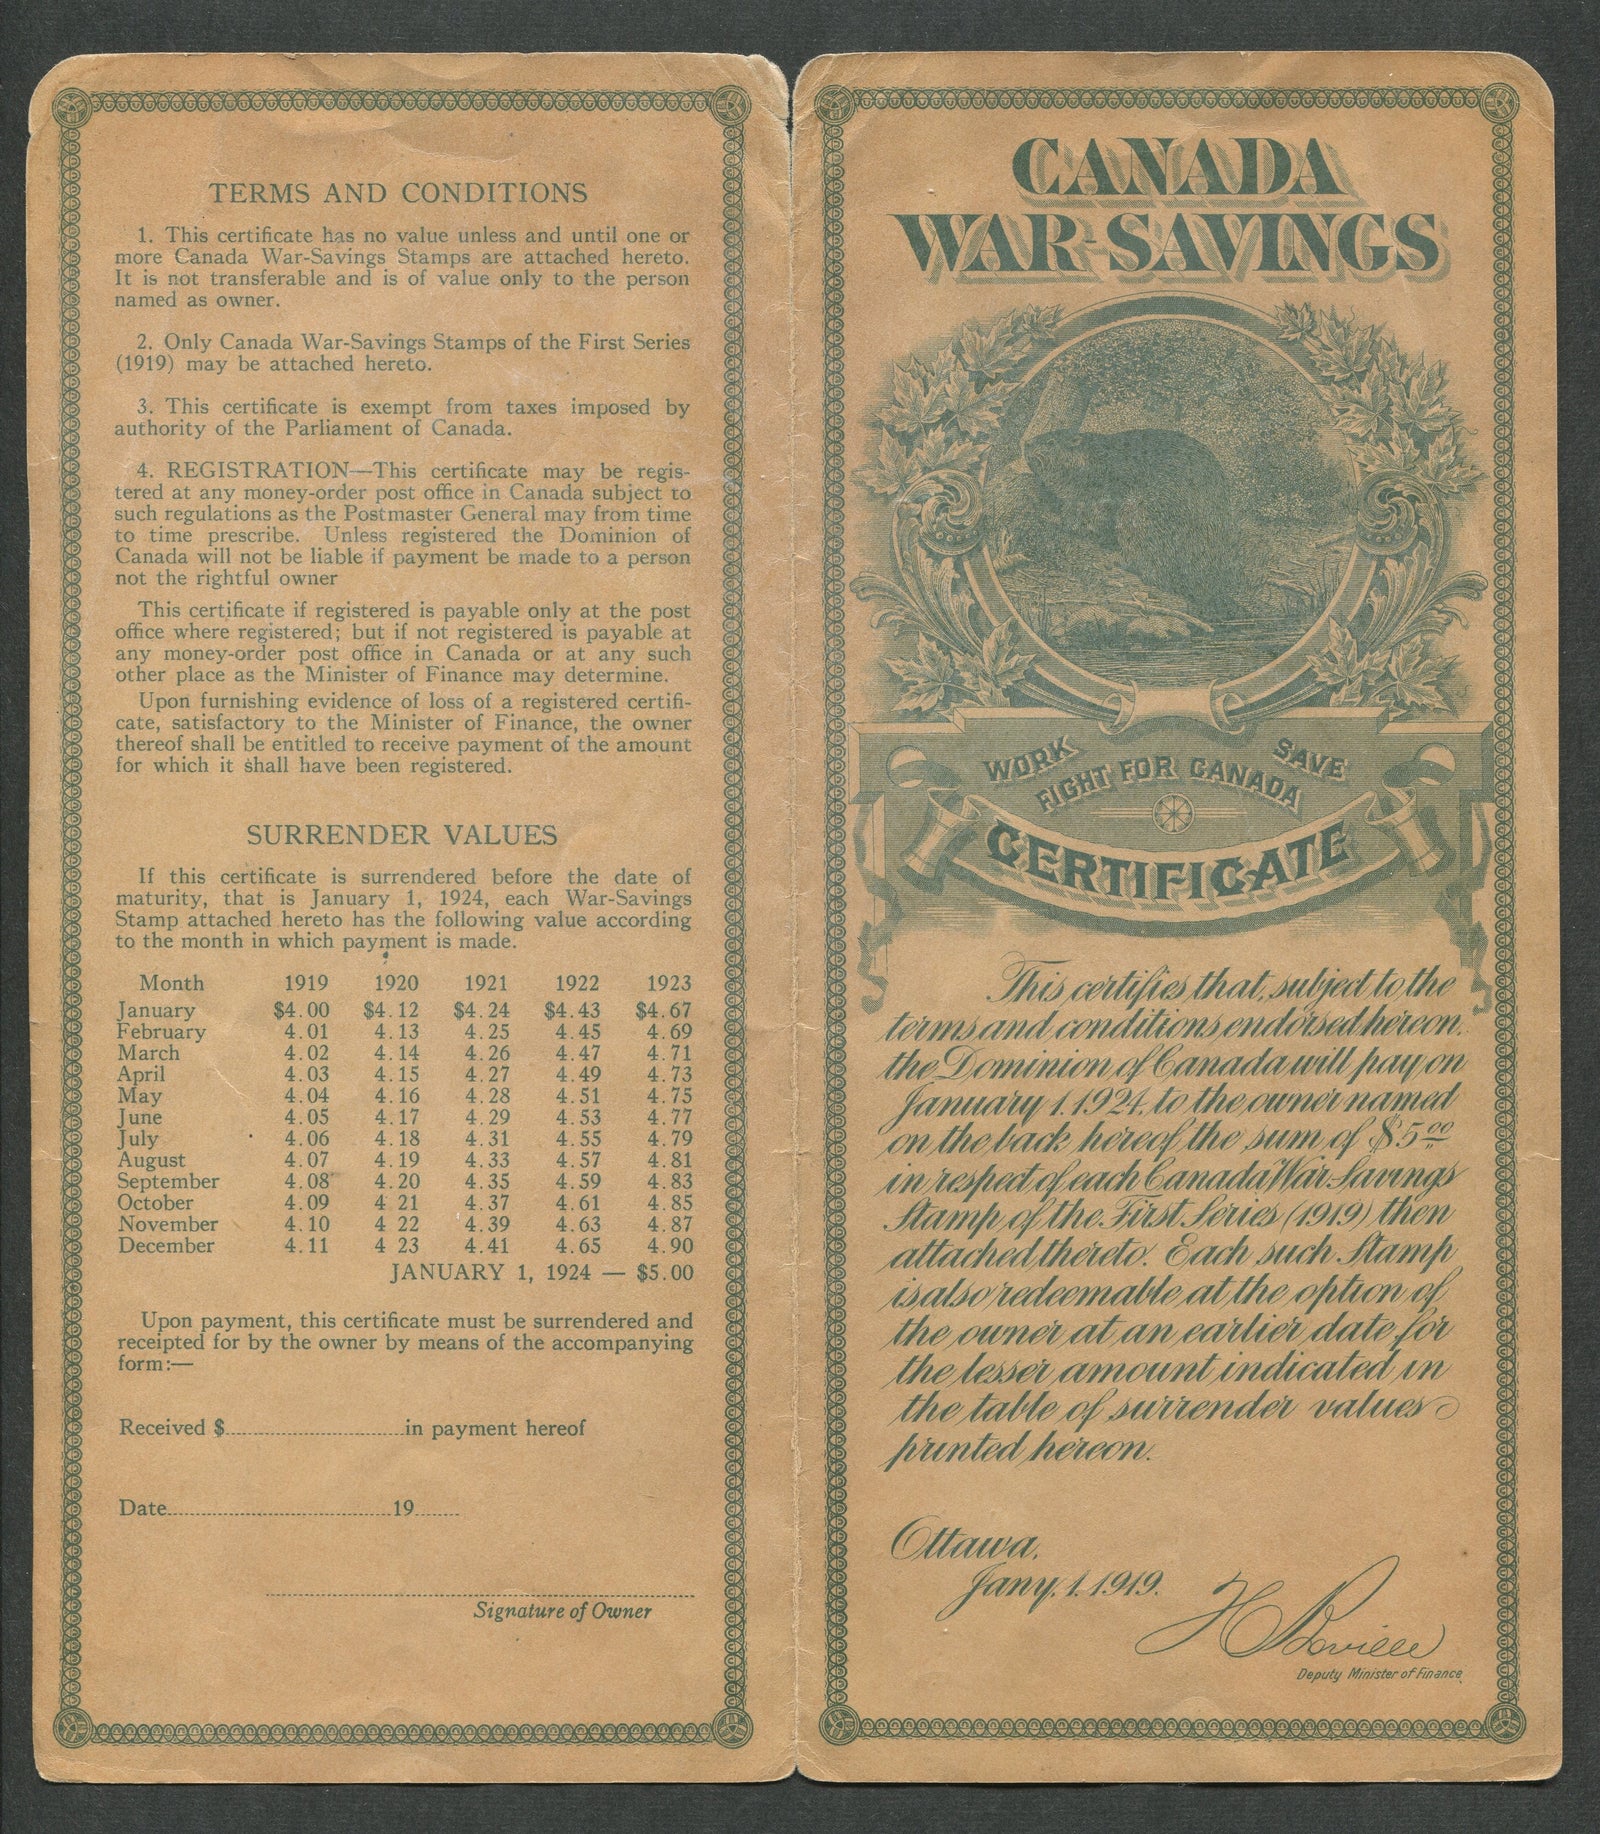 TERMS AND CONDITIONS
1. This certificate has no value unless and until one or
more Canada War-Savings Stamps are attached hereto.
It is not transferable and is of value only to the person
named as owner.
2. Only Canada War-Savings Stamps of the First Series
(1919) may be attached hereto.
3. This certificate is exempt from taxes imposed by
authority of the Parliament of Canada.
4. REGISTRATION—This certificate may be regis-
tered at any money-order post office in Canada subject to
such regulations as the Postmaster General may from time
to time prescribe. Unless registered the Dominion of
Canada will not be liable if payment be made to a person
not the rightful owner
This certificate if registered is payable only at the post
office where registered; but if not registered is payable at
any money-order post office in Canada or at any such
other place as the Minister of Finance may determine.
Upon furnishing evidence of loss of a registered certifi-
cate, satisfactory to the Minister of Finance, the owner
thereof shall be entitled to receive payment of the amount
for which it shall have been registered.
SURRENDER VALUES
If this certificate is surrendered before the date of
maturity, that is January 1, 1924, each War-Savings
Stamp attached hereto has the following value according
to the month in which payment is made.
Month 1919 1920 1921 1922 1923
January $4.00 $4.12 $4.24 $4.43 $4.67
February 4.01 4.13 4.25 4.45 4.69
March 4.02 4.14 4.26 4.47 4.71
April 4.03 4.15 4.27 4.49 4.73
May 4.04 4.16 4.28 4.51 4.75
June 4.05 4.17 4.29 4.53 4.77
July 4.06 4.18 4.31 4.55 4.79
August 4.07 4.19 4.33 4.57 4.81
September 4.08 4.20 4.35 4.59 4.83
October 4.09 4 21 4.37 4.61 4.85
November 4.10 4 22 4.39 4.63 4.87
December 4.11 4 23 4.41 4.65 4.90
JANUARY 1, 1924 — $5.00
Upon payment, this certificate must be surrendered and
receipted for by the owner by means of the accompanying
form:—
Received $..............................in payment hereof
Date......................................19........
Signature of Owner
CANADA
WAR-SAVINGS
WORK SAVE
FIGHT FOR CANADA
CERTIFICATE
This certifies that, subject to the
terms and conditions endorsed hereon,
the Dominion of Canada will pay on
January 1, 1924, to the owner named
on the back hereof the sum of $5.00
in respect of each Canada War-Savings
Stamp of the First Series (1919) then
attached thereto. Each such Stamp
is also redeemable at the option of
the owner at an earlier date for
the lesser amount indicated in
the table of surrender values
printed hereon.
Ottawa,
Jany. 1. 1919.
Deputy Minister of Finance